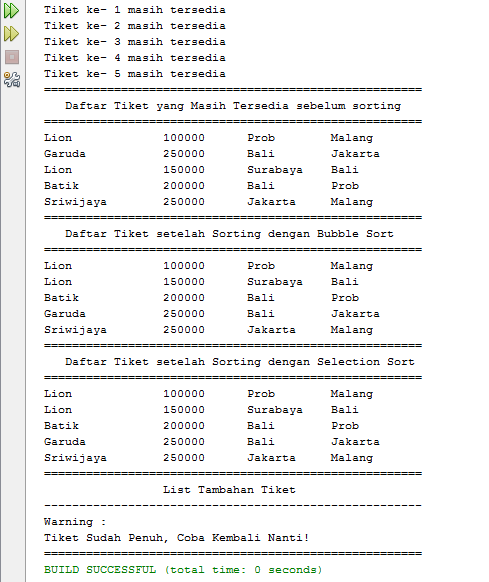 Tiket ke- 1 masih tersedia
Tiket ke- 2 masih tersedia
Tiket ke- 3 masih tersedia
Tiket ke- 4 masih tersedia
Tiket ke- 5 masih tersedia
======================================================
Daftar Tiket yang Masih Tersedia sebelum sorting
======================================================
Lion 100000 Prob Malang
Garuda 250000 Bali Jakarta
Lion 150000 Surabaya Bali
Batik 200000 Bali Prob
Sriwijaya 250000 Jakarta Malang
======================================================
Daftar Tiket setelah Sorting dengan Bubble Sort
======================================================
Lion 100000 Prob Malang
Lion 150000 Surabaya Bali
Batik 200000 Bali Prob
Garuda 250000 Bali Jakarta
Sriwijaya 250000 Jakarta Malang
======================================================
Daftar Tiket setelah Sorting dengan Selection Sort
======================================================
Lion 100000 Prob Malang
Lion 150000 Surabaya Bali
Batik 200000 Bali Prob
Garuda 250000 Bali Jakarta
Sriwijaya 250000 Jakarta Malang
======================================================
List Tambahan Tiket
------------------------------------------------------
Warning :
Tiket Sudah Penuh, Coba Kembali Nanti!
======================================================
BUILD SUCCESSFUL (total time: 0 seconds)